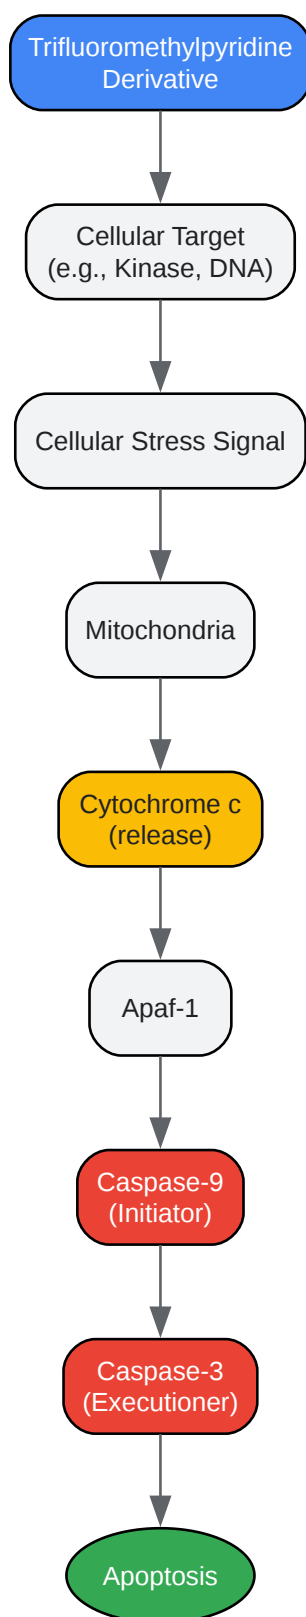 Trifluoromethylpyridine
Derivative
Cellular Target
(e.g., Kinase, DNA)
Cellular Stress Signal
Mitochondria
Cytochrome c
(release)
Apaf-1
Caspase-9
(Initiator)
Caspase-3
(Executioner)
Apoptosis